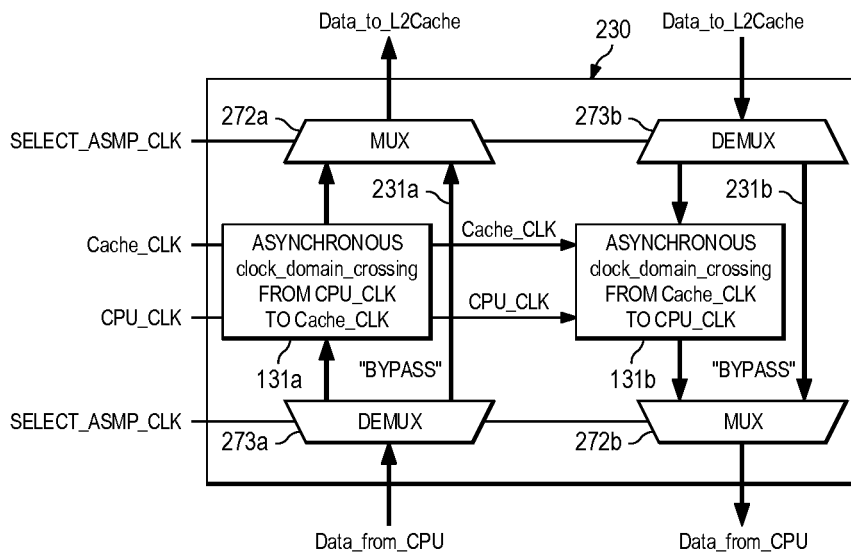 Data_to_L2Cache
Data_to_L2Cache
230
272a
273b
SELECT_ASMP_CLK
MUX
DEMUX
231a
231b
Cache_CLK
ASYNCHRONOUS
clock_domain_crossing
FROM CPU_CLK
TO Cache_CLK
Cache_CLK
ASYNCHRONOUS
clock_domain_crossing
FROM Cache_CLK
TO CPU_CLK
CPU_CLK
CPU_CLK
131a
"BYPASS"
131b
"BYPASS"
SELECT_ASMP_CLK
DEMUX
MUX
273a
272b
Data_from_CPU
Data_from_CPU